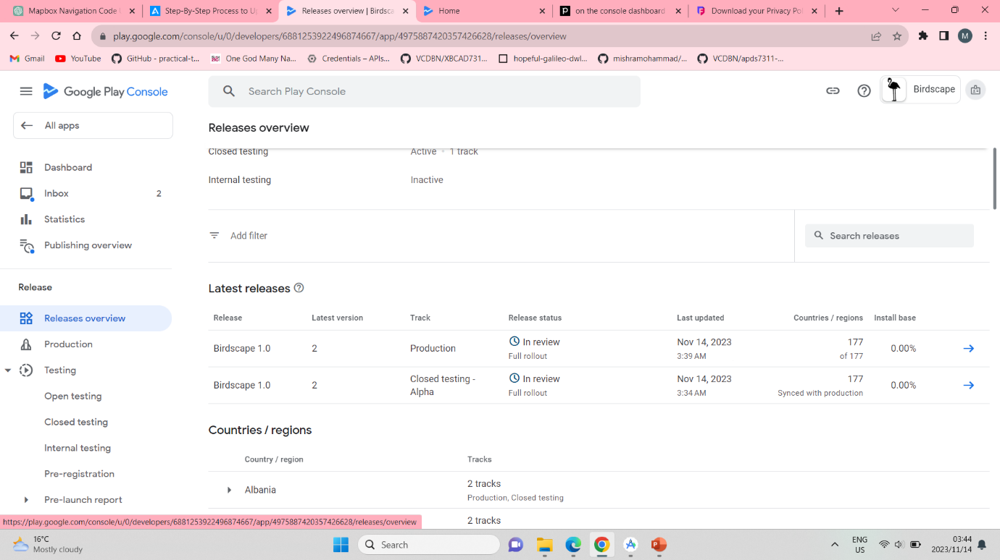 Mapbox Navigation Code
Step-By-Step Process to Up
Releases overview | Birdsca
Home
on the console dashboard
Download your Privacy Pol
play.google.com/console/u/0/developers/6881253922496874667/app/4975887420357426628/releases/overview
M
Gmail
YouTube
GitHub - practical-t...
One God Many Na...
Credentials – APIs...
VCDBN/XBCAD731...
hopeful-galileo-dwl...
mishramohammad/...
VCDBN/apds7311-...
Google Play Console
Search Play Console
Birdscape
All apps
Releases overview
Closed testing Active • 1 track
Internal testing Inactive
Dashboard
Inbox 2
Statistics
Publishing overview
Add filter
Search releases
Release
Releases overview
Production
Testing
Open testing
Closed testing
Internal testing
Pre-registration
Pre-launch report
Latest releases
Release Latest version Track Release status Last updated Countries / regions Install base
Birdscape 1.0 2 Production In review Nov 14, 2023 177 0.00%
Full rollout 3:39 AM of 177
Birdscape 1.0 2 Closed testing - Alpha In review Nov 14, 2023 177 0.00%
Full rollout 3:34 AM Synced with production
Countries / regions
Country / region Tracks
Albania 2 tracks
Production, Closed testing
2 tracks
https://play.google.com/console/u/0/developers/6881253922496874667/app/4975887420357426628/releases/overview
16°C
Mostly cloudy
Search
ENG
US
03:44
2023/11/14